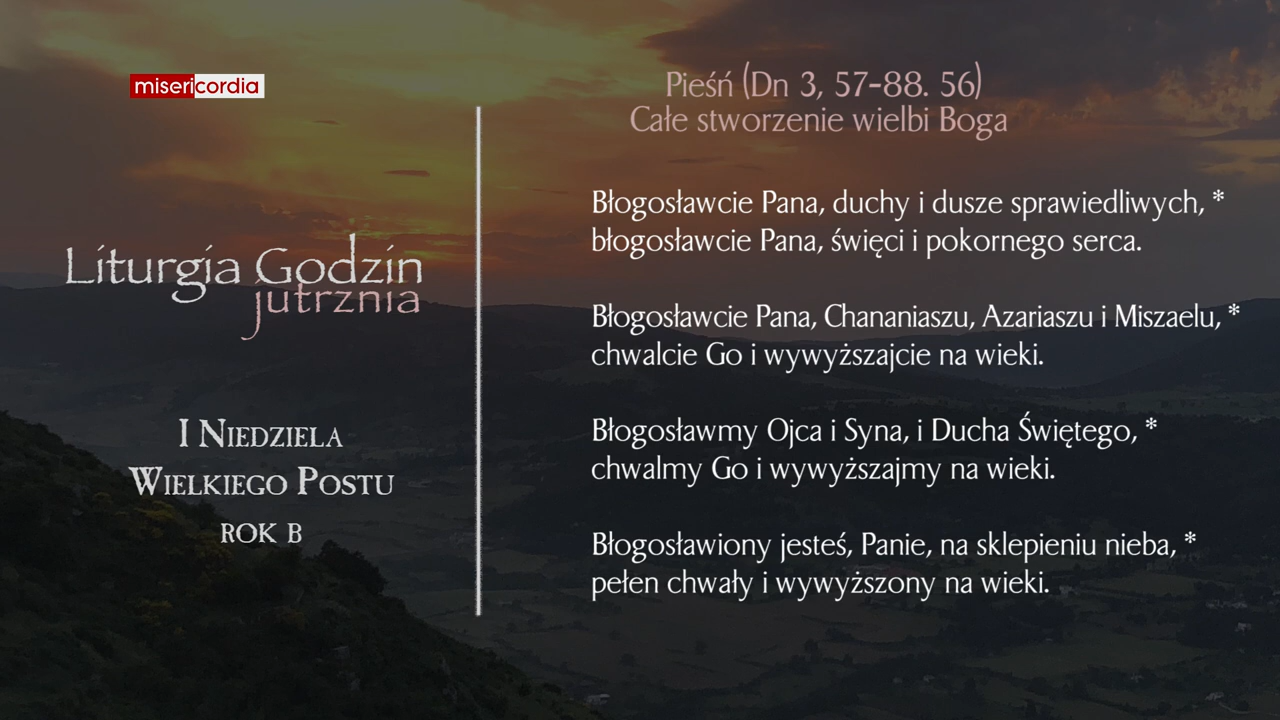 misericordia
Liturgia Godzin
jutrznia
I Niedziela
Wielkiego Postu
rok B
Pieśń (Dn 3, 57-88. 56)
Całe stworzenie wielbi Boga
Błogosławcie Pana, duchy i dusze sprawiedliwych, *
błogosławcie Pana, święci i pokornego serca.
Błogosławcie Pana, Chananiaszu, Azariaszu i Miszaelu, *
chwalcie Go i wywyższajcie na wieki.
Błogosławmy Ojca i Syna, i Ducha Świętego, *
chwalmy Go i wywyższajmy na wieki.
Błogosławiony jesteś, Panie, na sklepieniu nieba, *
pełen chwały i wywyższony na wieki.